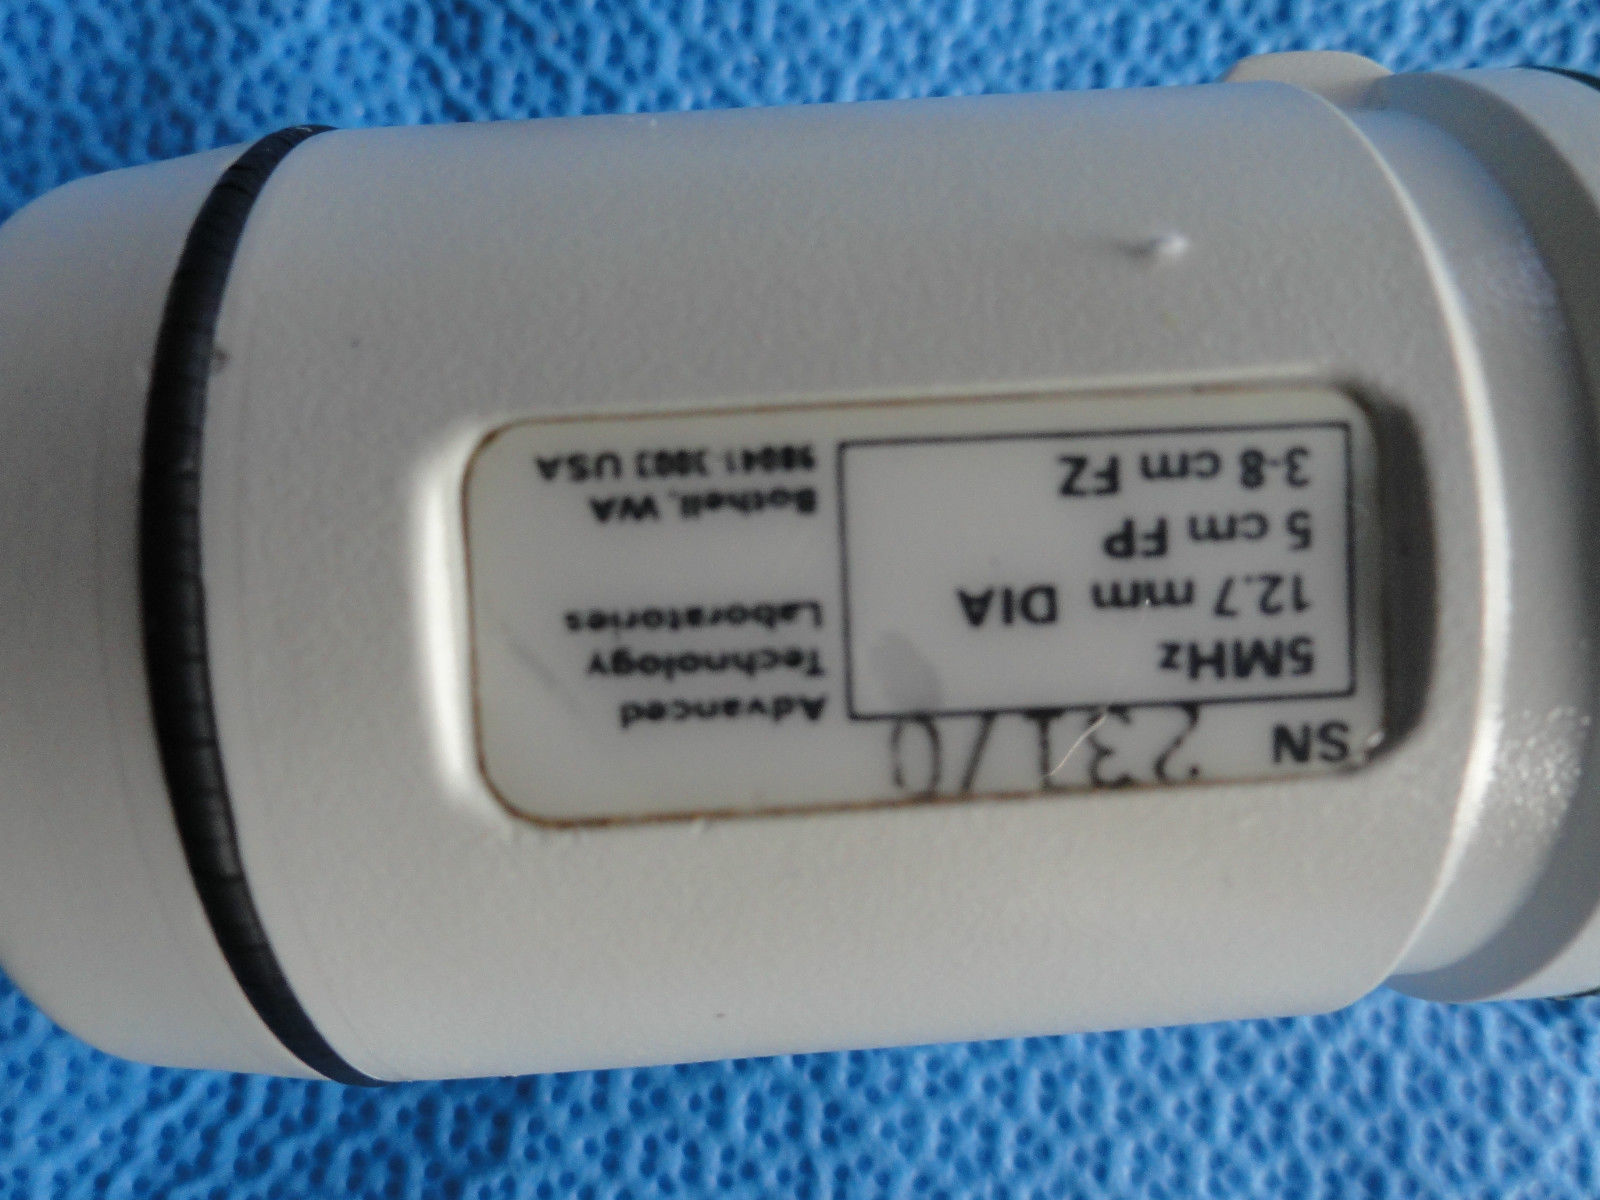 SN 23170
5MHz
12.7 mm DIA
5 cm FP
3-8 cm FZ
Advanced
Technology
Laboratories
Bothell, WA
98041-3003 USA